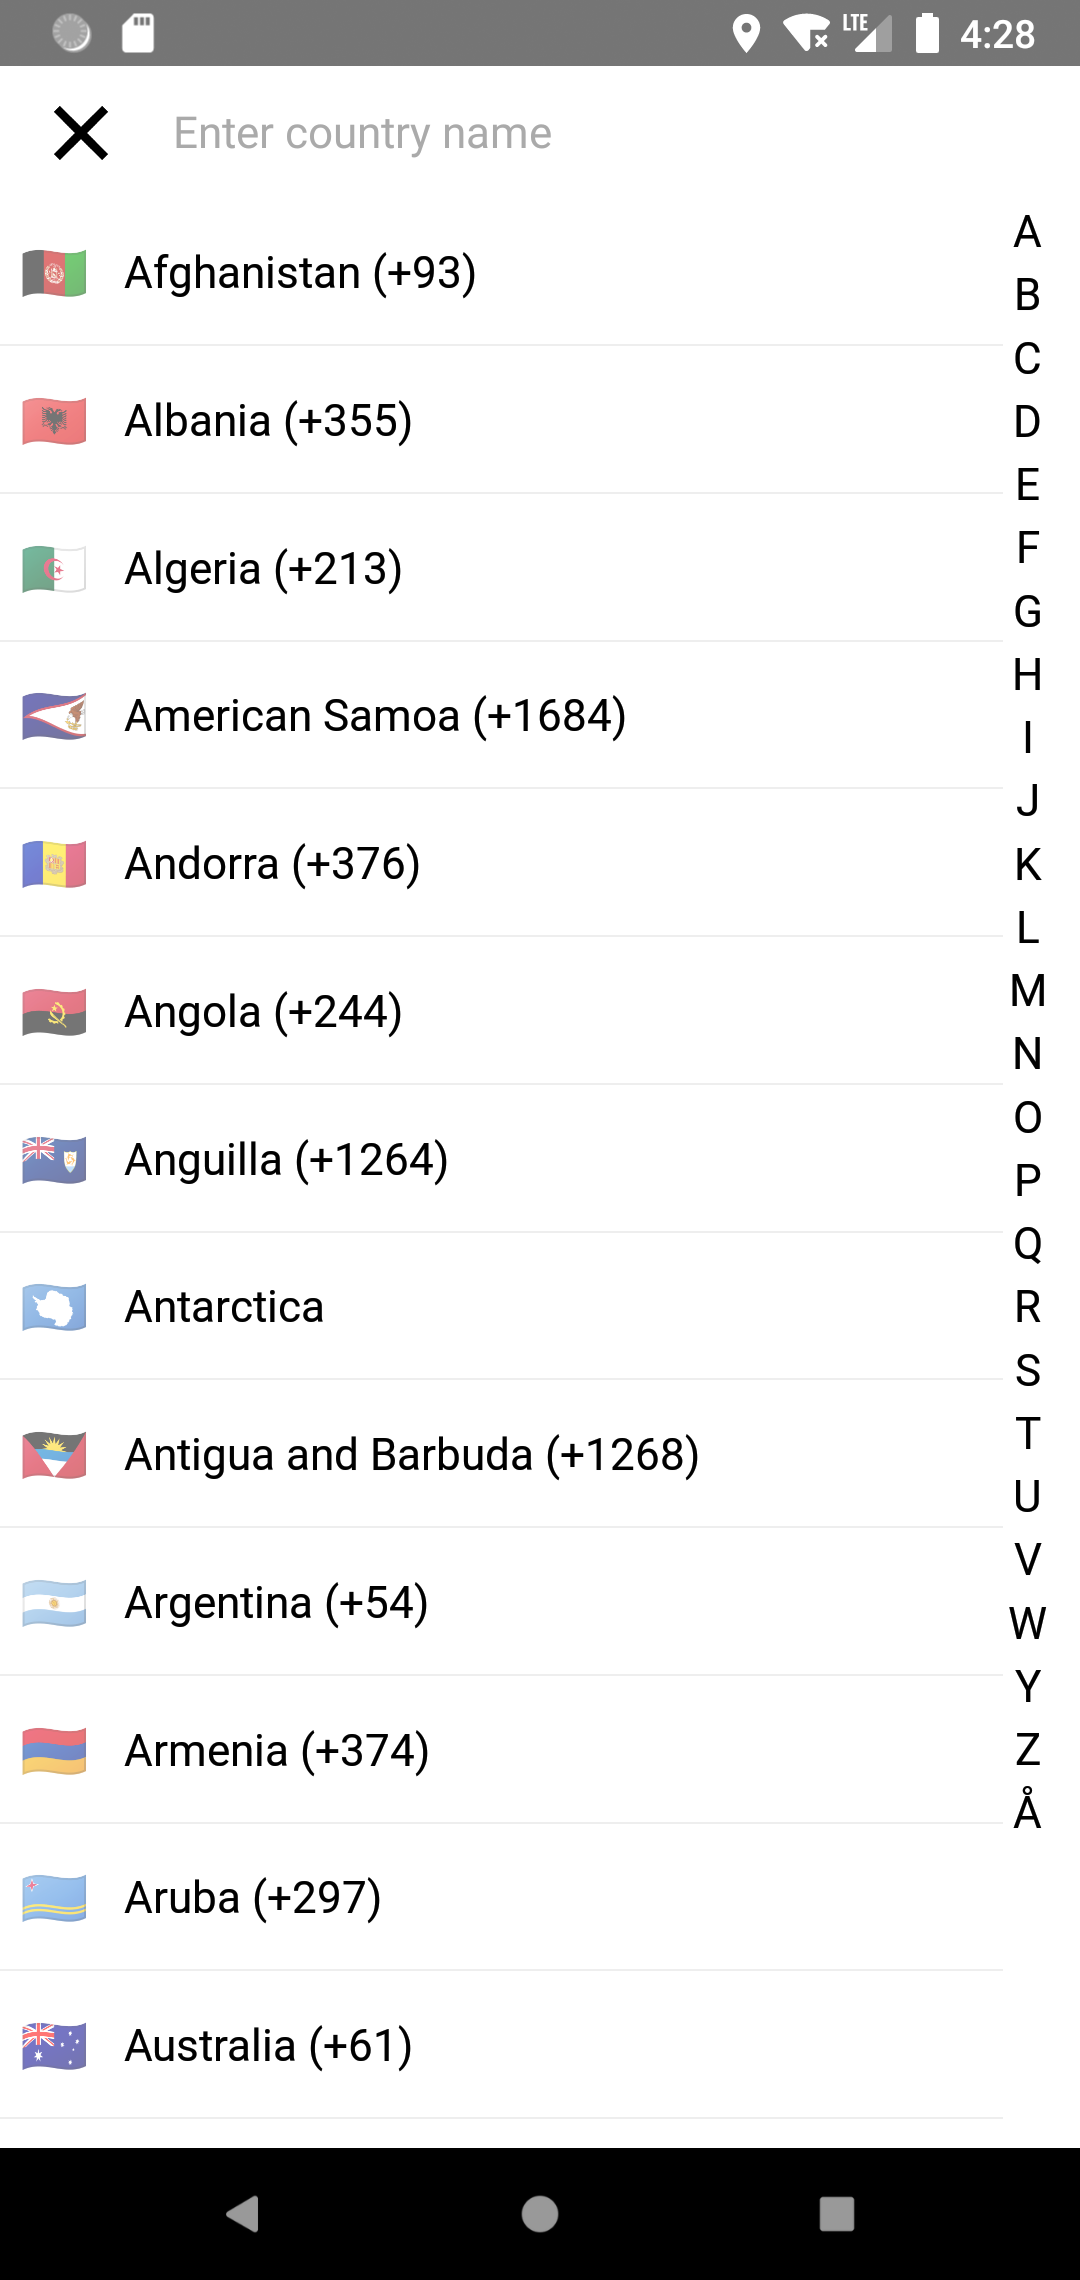 LTE 4:28
Enter country name
Afghanistan (+93)
Albania (+355)
Algeria (+213)
American Samoa (+1684)
Andorra (+376)
Angola (+244)
Anguilla (+1264)
Antarctica
Antigua and Barbuda (+1268)
Argentina (+54)
Armenia (+374)
Aruba (+297)
Australia (+61)
A
B
C
D
E
F
G
H
I
J
K
L
M
N
O
P
Q
R
S
T
U
V
W
Y
Z
Å